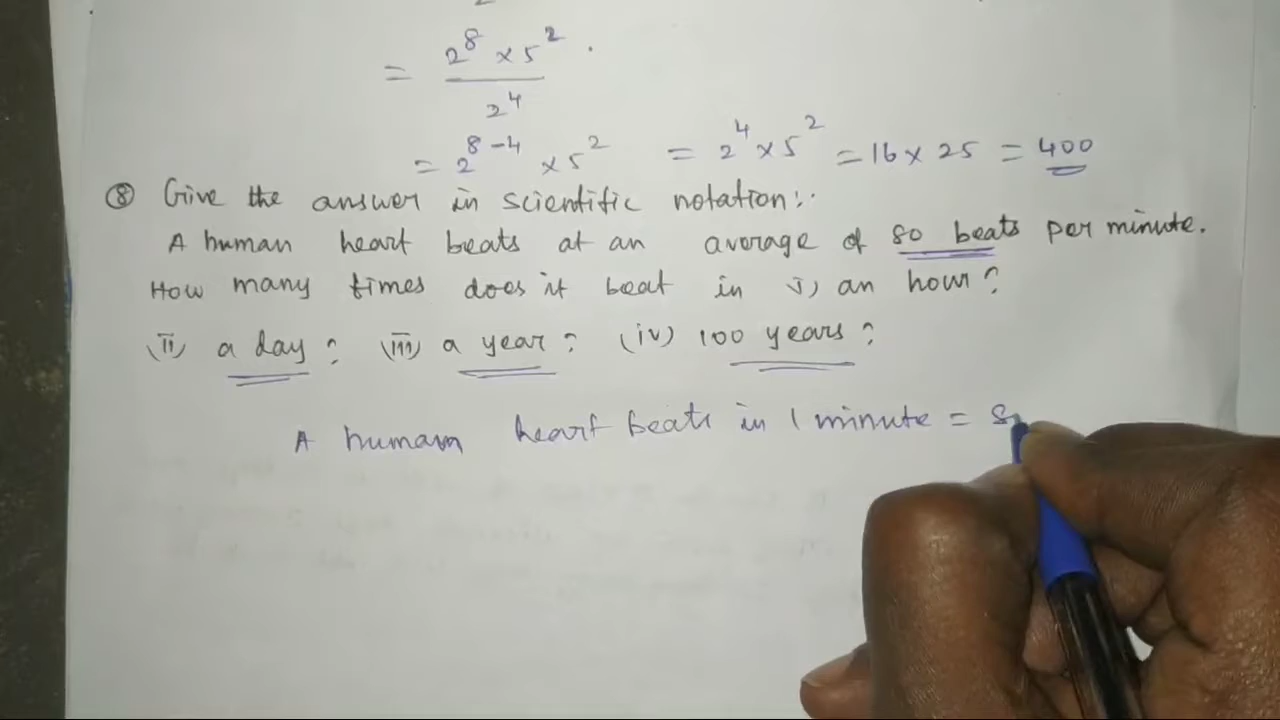 = 2^8 × 5^2 / 2^4 .
= 2^(8-4) × 5^2 = 2^4 × 5^2 = 16 × 25 = 400
⑧ Give the answer in scientific notation:.
A human heart beats at an average of 80 beats per minute.
How many times does it beat in i) an hour?
(ii) a day? (iii) a year? (iv) 100 years?
A human heart beats in 1 minute = 8